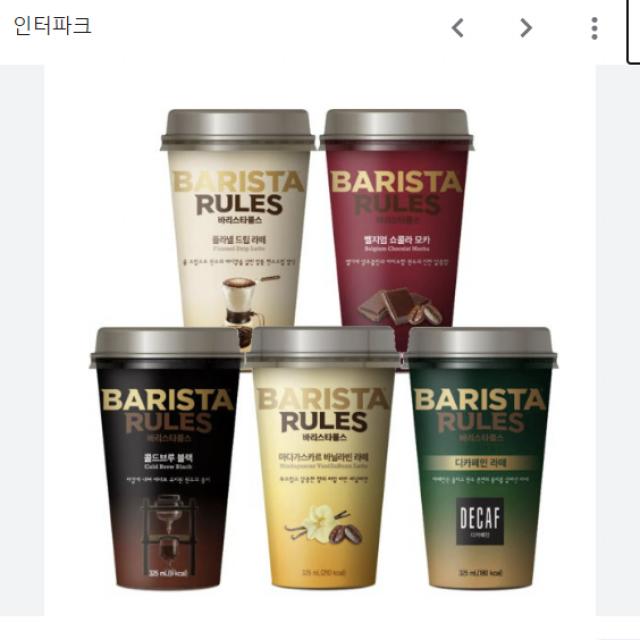 인터파크
BARISTA
RULES
바리스타룰스
플라넬 드립 라떼
Flannel Drip Latte
BARISTA
RULES
바리스타룰스
벨지엄 쇼콜라 모카
Belgium Chocolat Mocha
BARISTA
RULES
바리스타룰스
콜드브루 블랙
Cold Brew Black
325 mL
BARISTA
RULES
바리스타룰스
마다가스카르 바닐라빈 라떼
Madagascar VanillaBean Latte
325 mL
BARISTA
RULES
바리스타룰스
디카페인 라떼
DECAF
디카페인
325 mL (180 kcal)